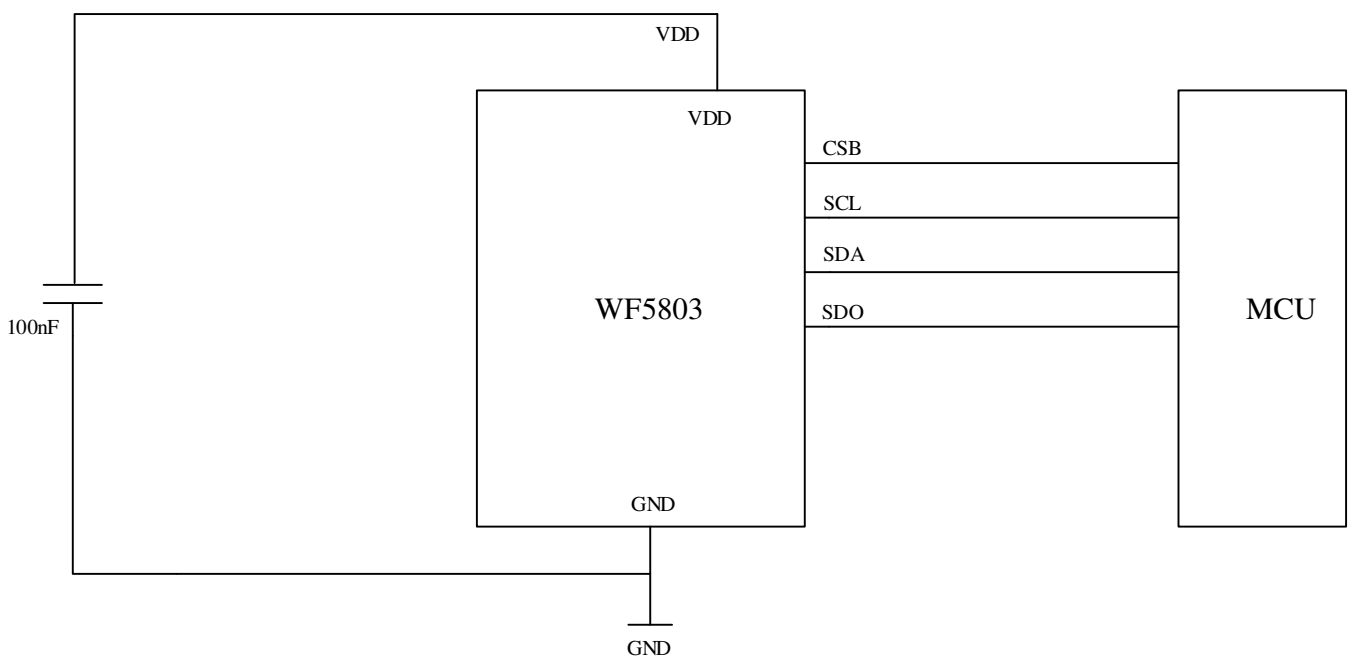 VDD
VDD
CSB
SCL
SDA
SDO
WF5803
MCU
100nF
GND
GND